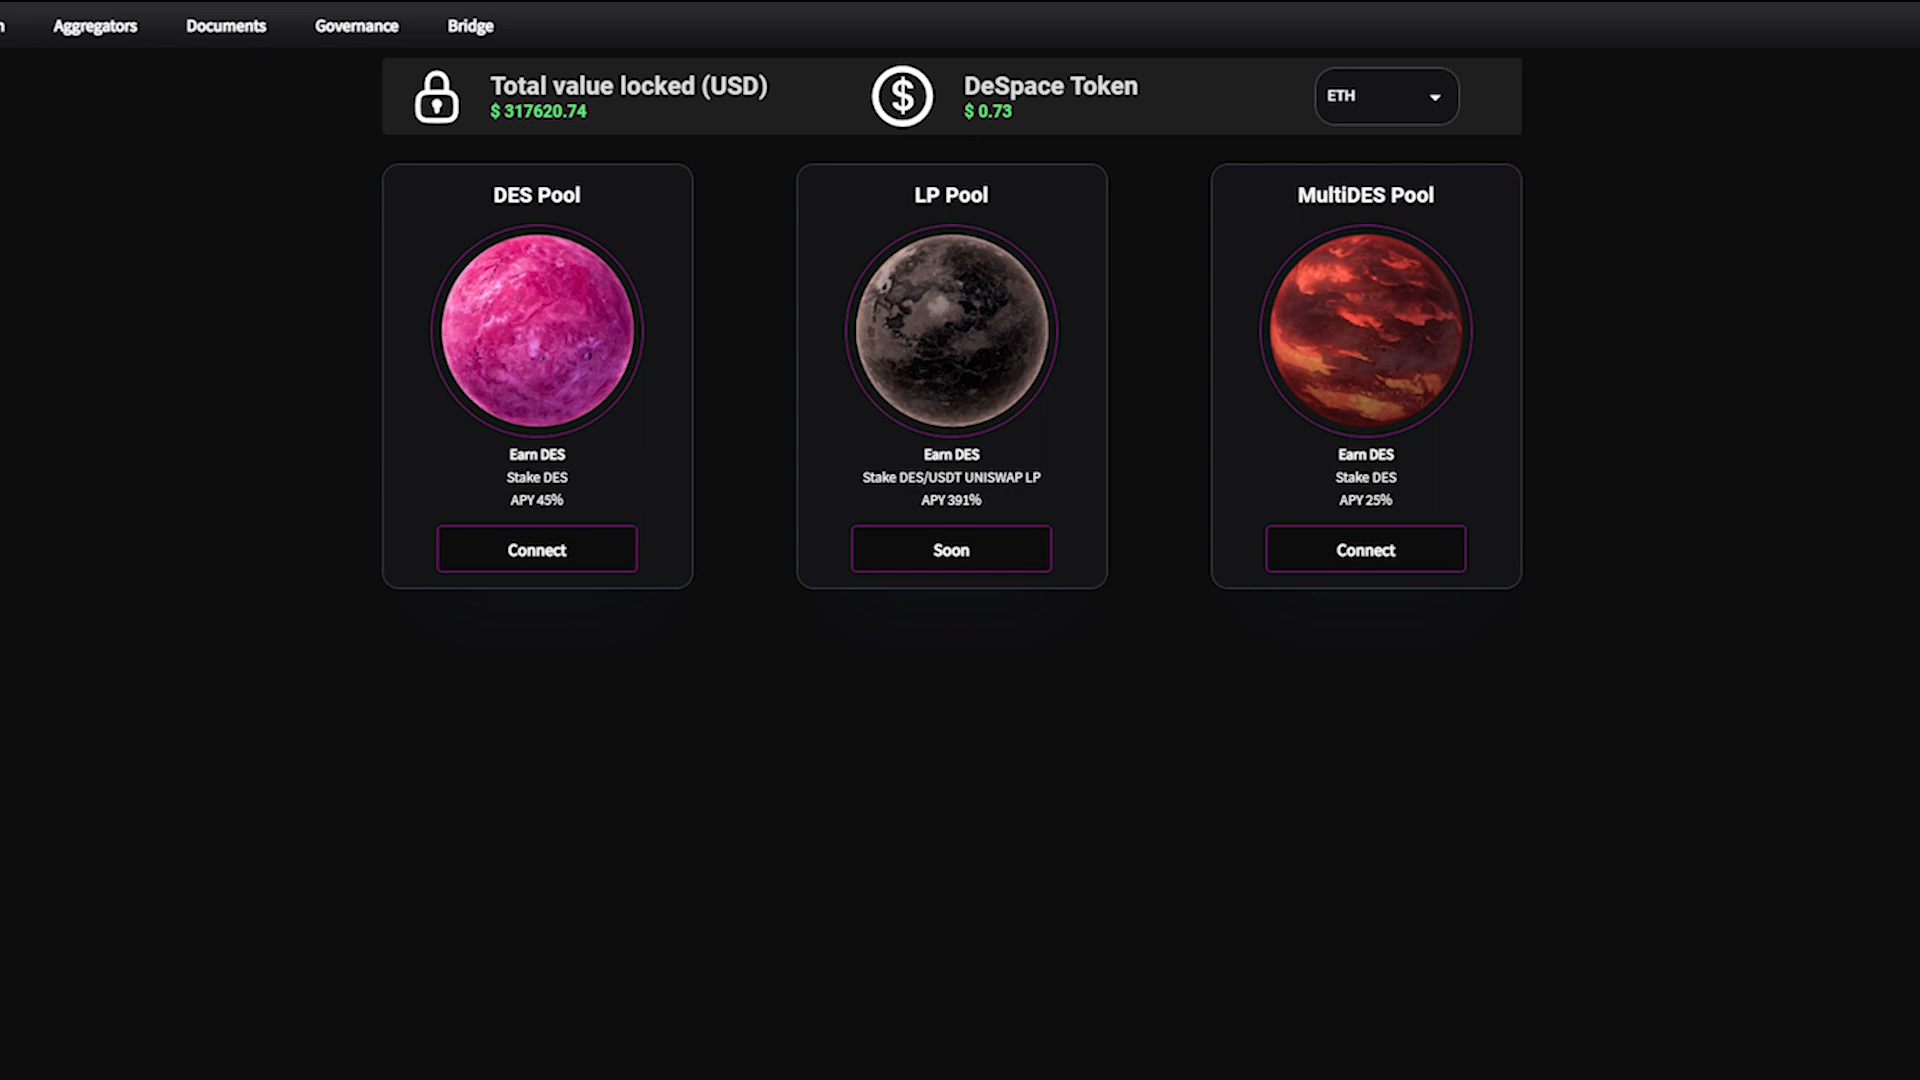 Aggregators Documents Governance Bridge
Total value locked (USD) DeSpace Token ETH
$ 317620.74 $ 0.73
DES Pool
Earn DES
Stake DES
APY 45%
Connect
LP Pool
Earn DES
Stake DES/USDT UNISWAP LP
APY 391%
Soon
MultiDES Pool
Earn DES
Stake DES
APY 25%
Connect